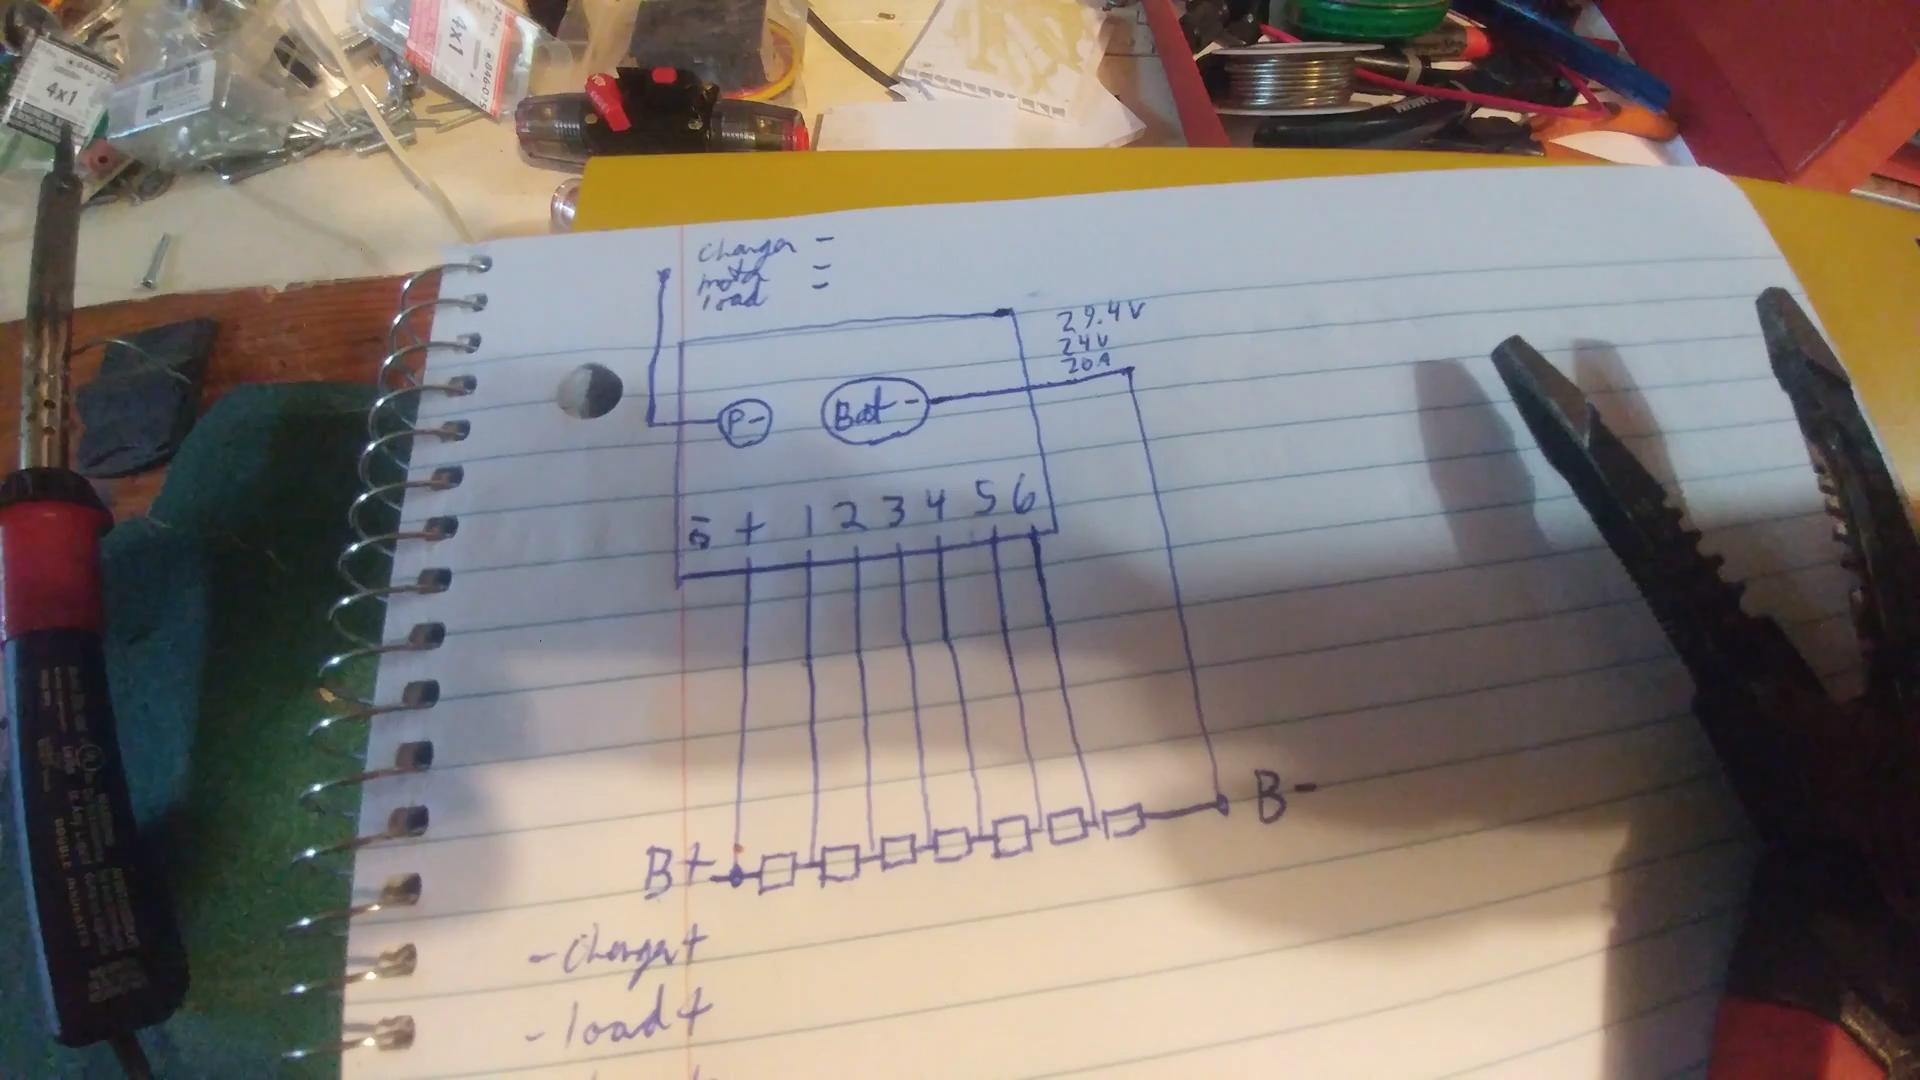 4x1
4x1
charger -
motor -
load -
29.4V
24V
20A
P-
Bat -
+ 1 2 3 4 5 6
B+
B-
- charger +
- load +